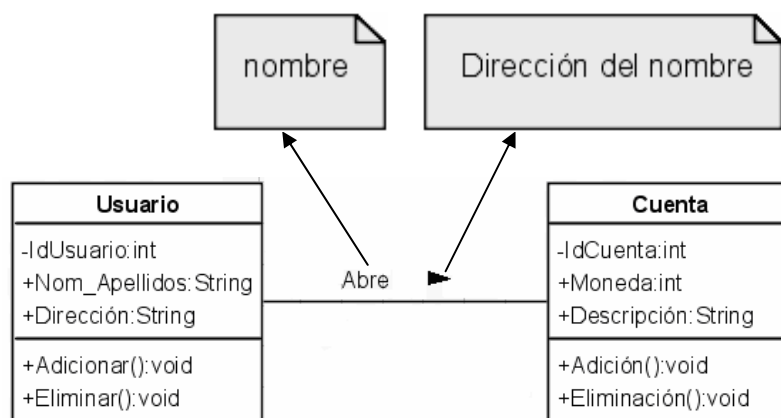 nombre
Dirección del nombre
Usuario
-IdUsuario:int
+Nom_Apellidos:String
+Dirección:String
+Adicionar():void
+Eliminar():void
Abre
Cuenta
-IdCuenta:int
+Moneda:int
+Descripción:String
+Adición():void
+Eliminación():void